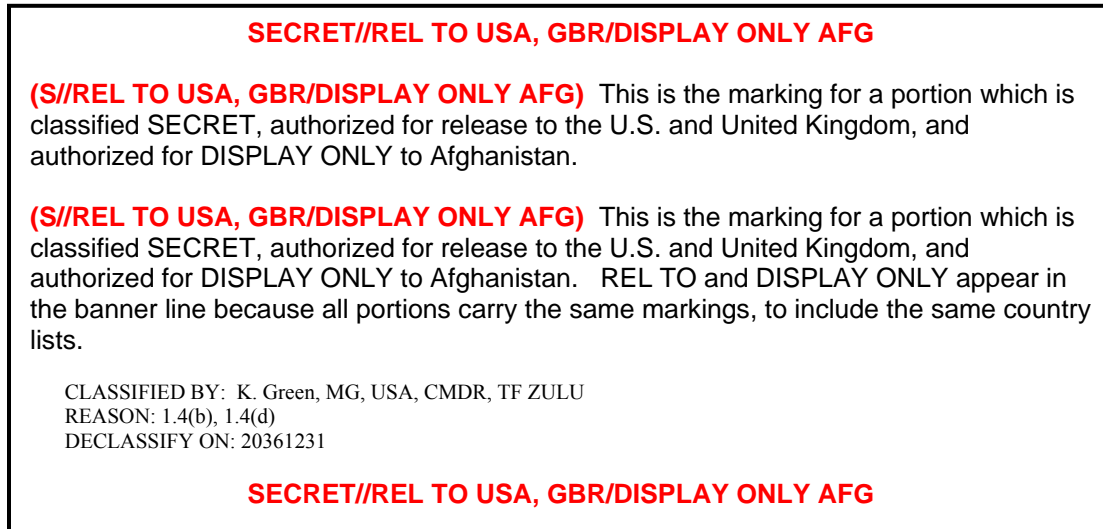 SECRET//REL TO USA, GBR/DISPLAY ONLY AFG
(S//REL TO USA, GBR/DISPLAY ONLY AFG) This is the marking for a portion which is
classified SECRET, authorized for release to the U.S. and United Kingdom, and
authorized for DISPLAY ONLY to Afghanistan.
(S//REL TO USA, GBR/DISPLAY ONLY AFG) This is the marking for a portion which is
classified SECRET, authorized for release to the U.S. and United Kingdom, and
authorized for DISPLAY ONLY to Afghanistan. REL TO and DISPLAY ONLY appear in
the banner line because all portions carry the same markings, to include the same country
lists.
CLASSIFIED BY: K. Green, MG, USA, CMDR, TF ZULU
REASON: 1.4(b), 1.4(d)
DECLASSIFY ON: 20361231
SECRET//REL TO USA, GBR/DISPLAY ONLY AFG